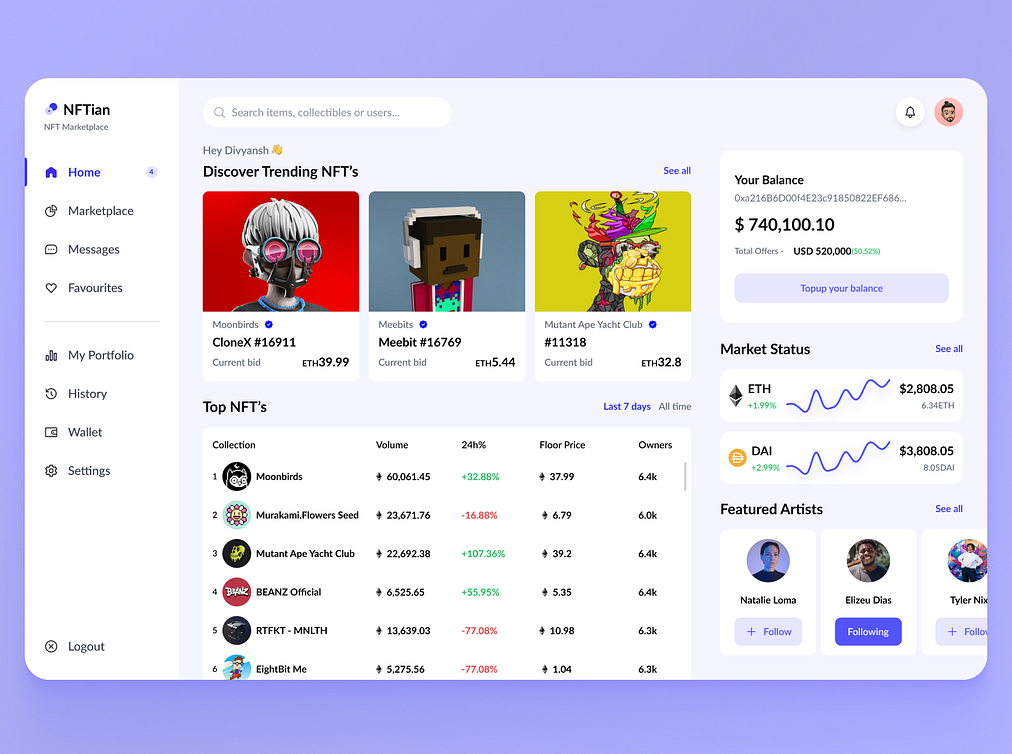 NFTian
NFT Marketplace
Home 4
Marketplace
Messages
Favourites
My Portfolio
History
Wallet
Settings
Logout
Search items, collectibles or users...
Hey Divyansh 👋
Discover Trending NFT's See all
Moonbirds
CloneX #16911
Current bid ETH39.99
Meebits
Meebit #16769
Current bid ETH5.44
Mutant Ape Yacht Club
#11318
Current bid ETH32.8
Top NFT's Last 7 days All time
Collection Volume 24h% Floor Price Owners
1 Moonbirds 60,061.45 +32.88% 37.99 6.4k
2 Murakami.Flowers Seed 23,671.76 -16.88% 6.79 6.0k
3 Mutant Ape Yacht Club 22,692.38 +107.36% 39.2 6.4k
4 BEANZ BEANZ Official 6,525.65 +55.95% 5.35 6.4k
5 RTFKT - MNLTH 13,639.03 -77.08% 10.98 6.3k
6 EightBit Me 5,275.56 -77.08% 1.04 6.3k
Your Balance
0xa216B6D00f4E23c91850822EF686...
$ 740,100.10
Total Offers - USD 520,000(50.52%)
Topup your balance
Market Status See all
ETH $2,808.05
+1.99% 6.34ETH
DAI $3,808.05
+2.99% 8.05DAI
Featured Artists See all
Natalie Loma
+ Follow
Elizeu Dias
Following
Tyler Nix
+ Follow